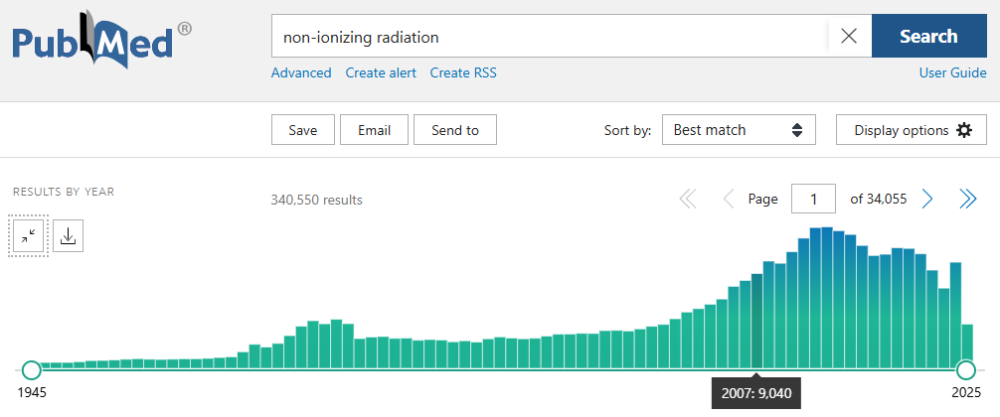 PubMed®
non-ionizing radiation
Search
Advanced Create alert Create RSS
User Guide
Save Email Send to
Sort by: Best match
Display options
RESULTS BY YEAR
340,550 results
Page 1 of 34,055
2007: 9,040
1945
2025